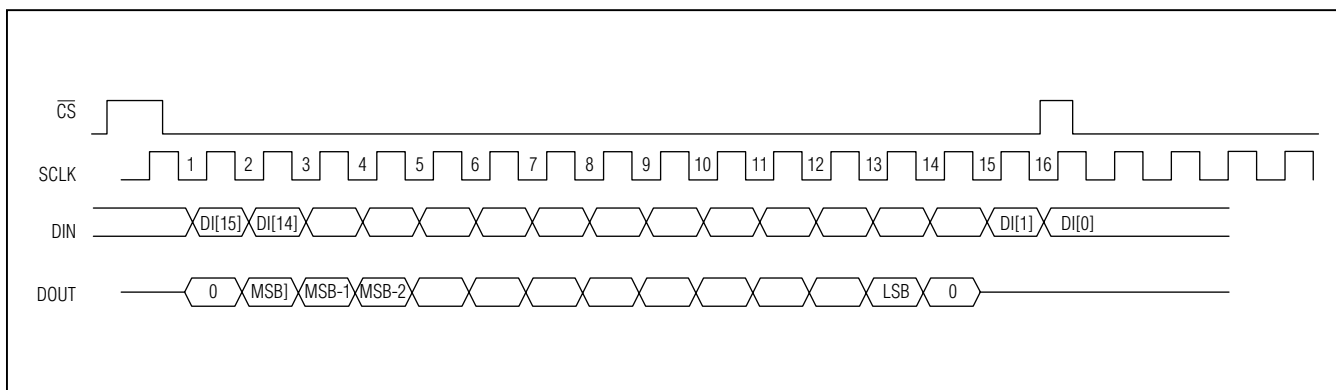 CS
SCLK 1 2 3 4 5 6 7 8 9 10 11 12 13 14 15 16
DIN DI[15] DI[14] DI[1] DI[0]
DOUT 0 MSB] MSB-1 MSB-2 LSB 0